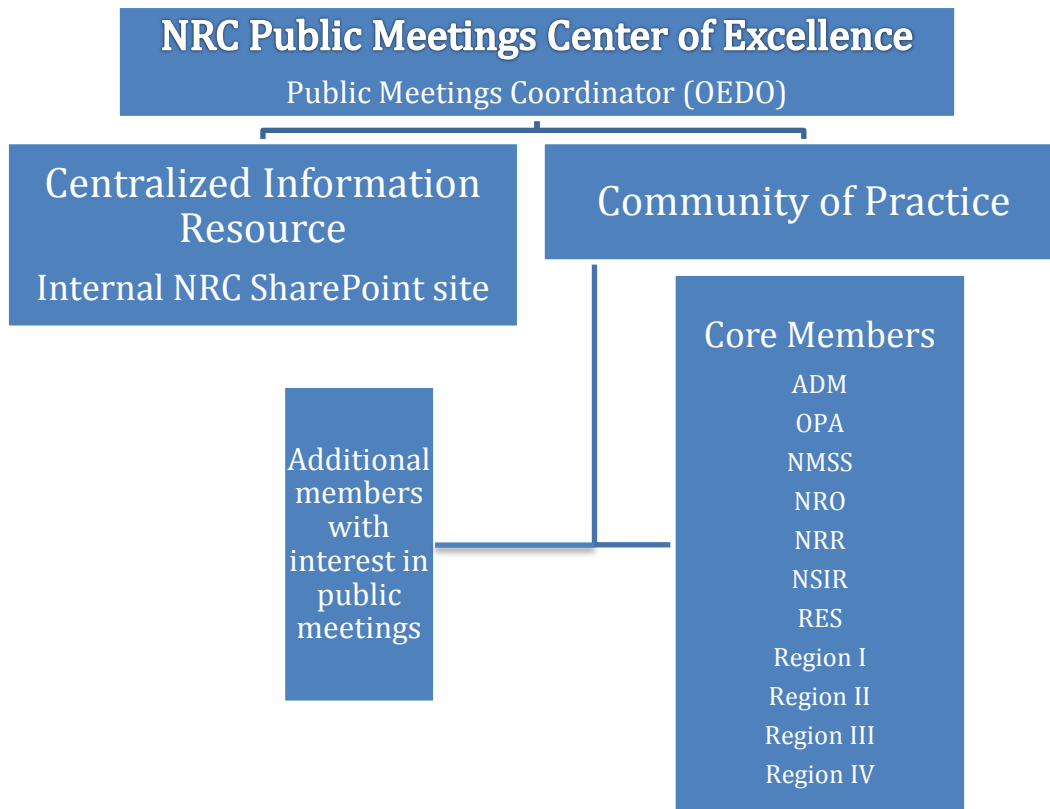 NRC Public Meetings Center of Excellence
Public Meetings Coordinator (OEDO)
Centralized Information
Resource
Internal NRC SharePoint site
Community of Practice
Additional
members
with
interest in
public
meetings
Core Members
ADM
OPA
NMSS
NRO
NRR
NSIR
RES
Region I
Region II
Region III
Region IV